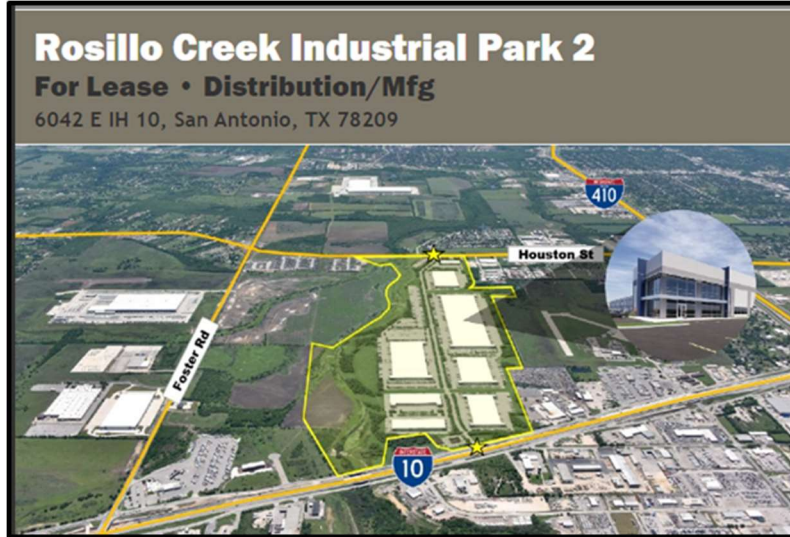 Rosillo Creek Industrial Park 2
For Lease • Distribution/Mfg
6042 E IH 10, San Antonio, TX 78209
410
Houston St
Foster Rd
10